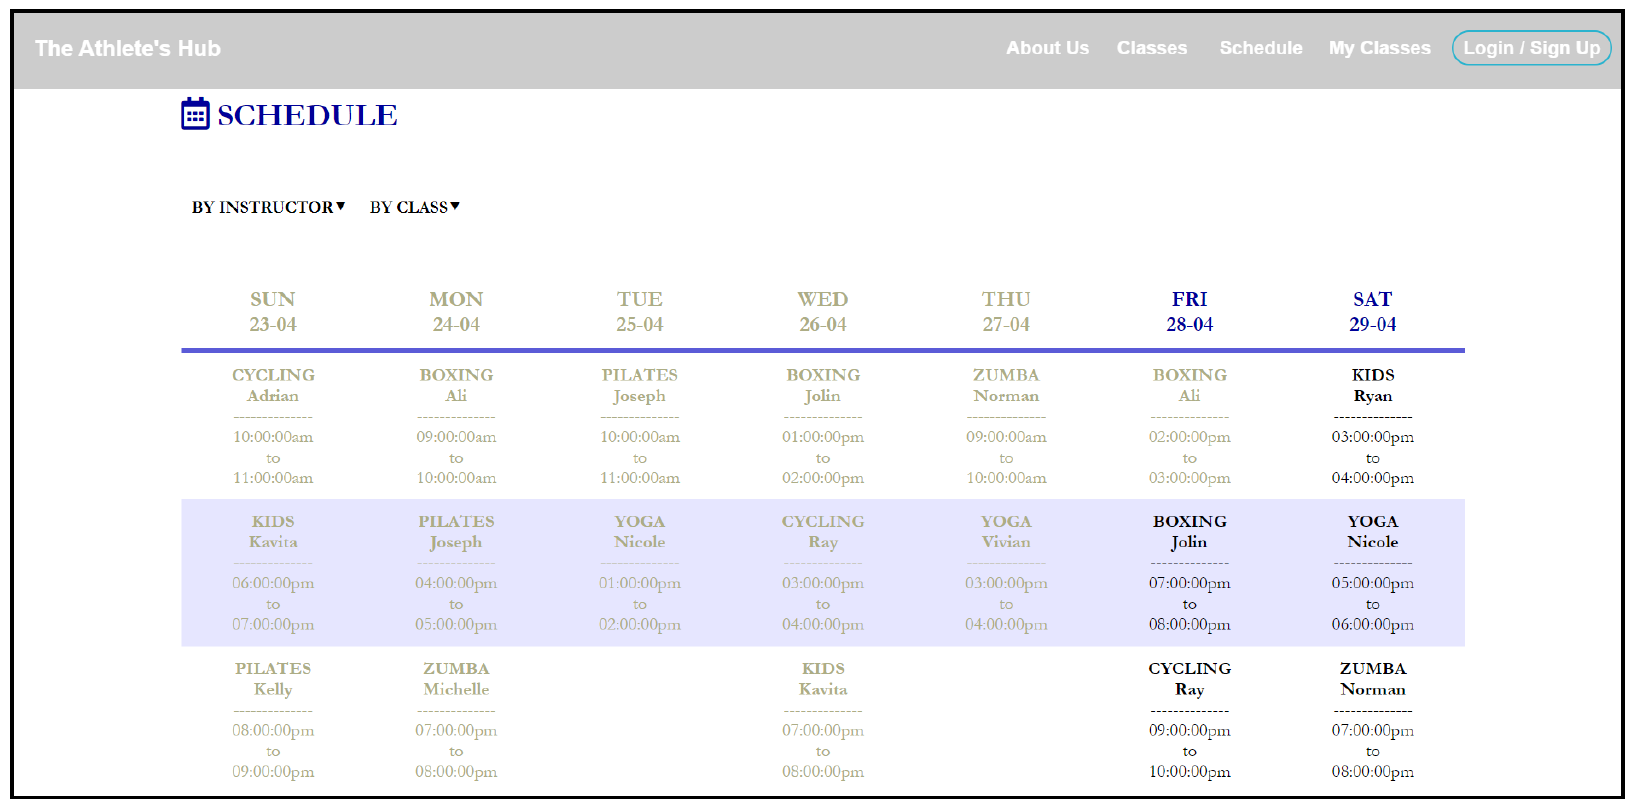 The Athlete's Hub About Us Classes Schedule My Classes Login / Sign Up
SCHEDULE
BY INSTRUCTOR▼ BY CLASS▼
SUN MON TUE WED THU FRI SAT
23-04 24-04 25-04 26-04 27-04 28-04 29-04
CYCLING BOXING PILATES BOXING ZUMBA BOXING KIDS
Adrian Ali Joseph Jolin Norman Ali Ryan
-------------- -------------- -------------- -------------- -------------- -------------- --------------
10:00:00am 09:00:00am 10:00:00am 01:00:00pm 09:00:00am 02:00:00pm 03:00:00pm
to to to to to to to
11:00:00am 10:00:00am 11:00:00am 02:00:00pm 10:00:00am 03:00:00pm 04:00:00pm
KIDS PILATES YOGA CYCLING YOGA BOXING YOGA
Kavita Joseph Nicole Ray Vivian Jolin Nicole
-------------- -------------- -------------- -------------- -------------- -------------- --------------
06:00:00pm 04:00:00pm 01:00:00pm 03:00:00pm 03:00:00pm 07:00:00pm 05:00:00pm
to to to to to to to
07:00:00pm 05:00:00pm 02:00:00pm 04:00:00pm 04:00:00pm 08:00:00pm 06:00:00pm
PILATES ZUMBA KIDS CYCLING ZUMBA
Kelly Michelle Kavita Ray Norman
-------------- -------------- -------------- -------------- --------------
08:00:00pm 07:00:00pm 07:00:00pm 09:00:00pm 07:00:00pm
to to to to to
09:00:00pm 08:00:00pm 08:00:00pm 10:00:00pm 08:00:00pm